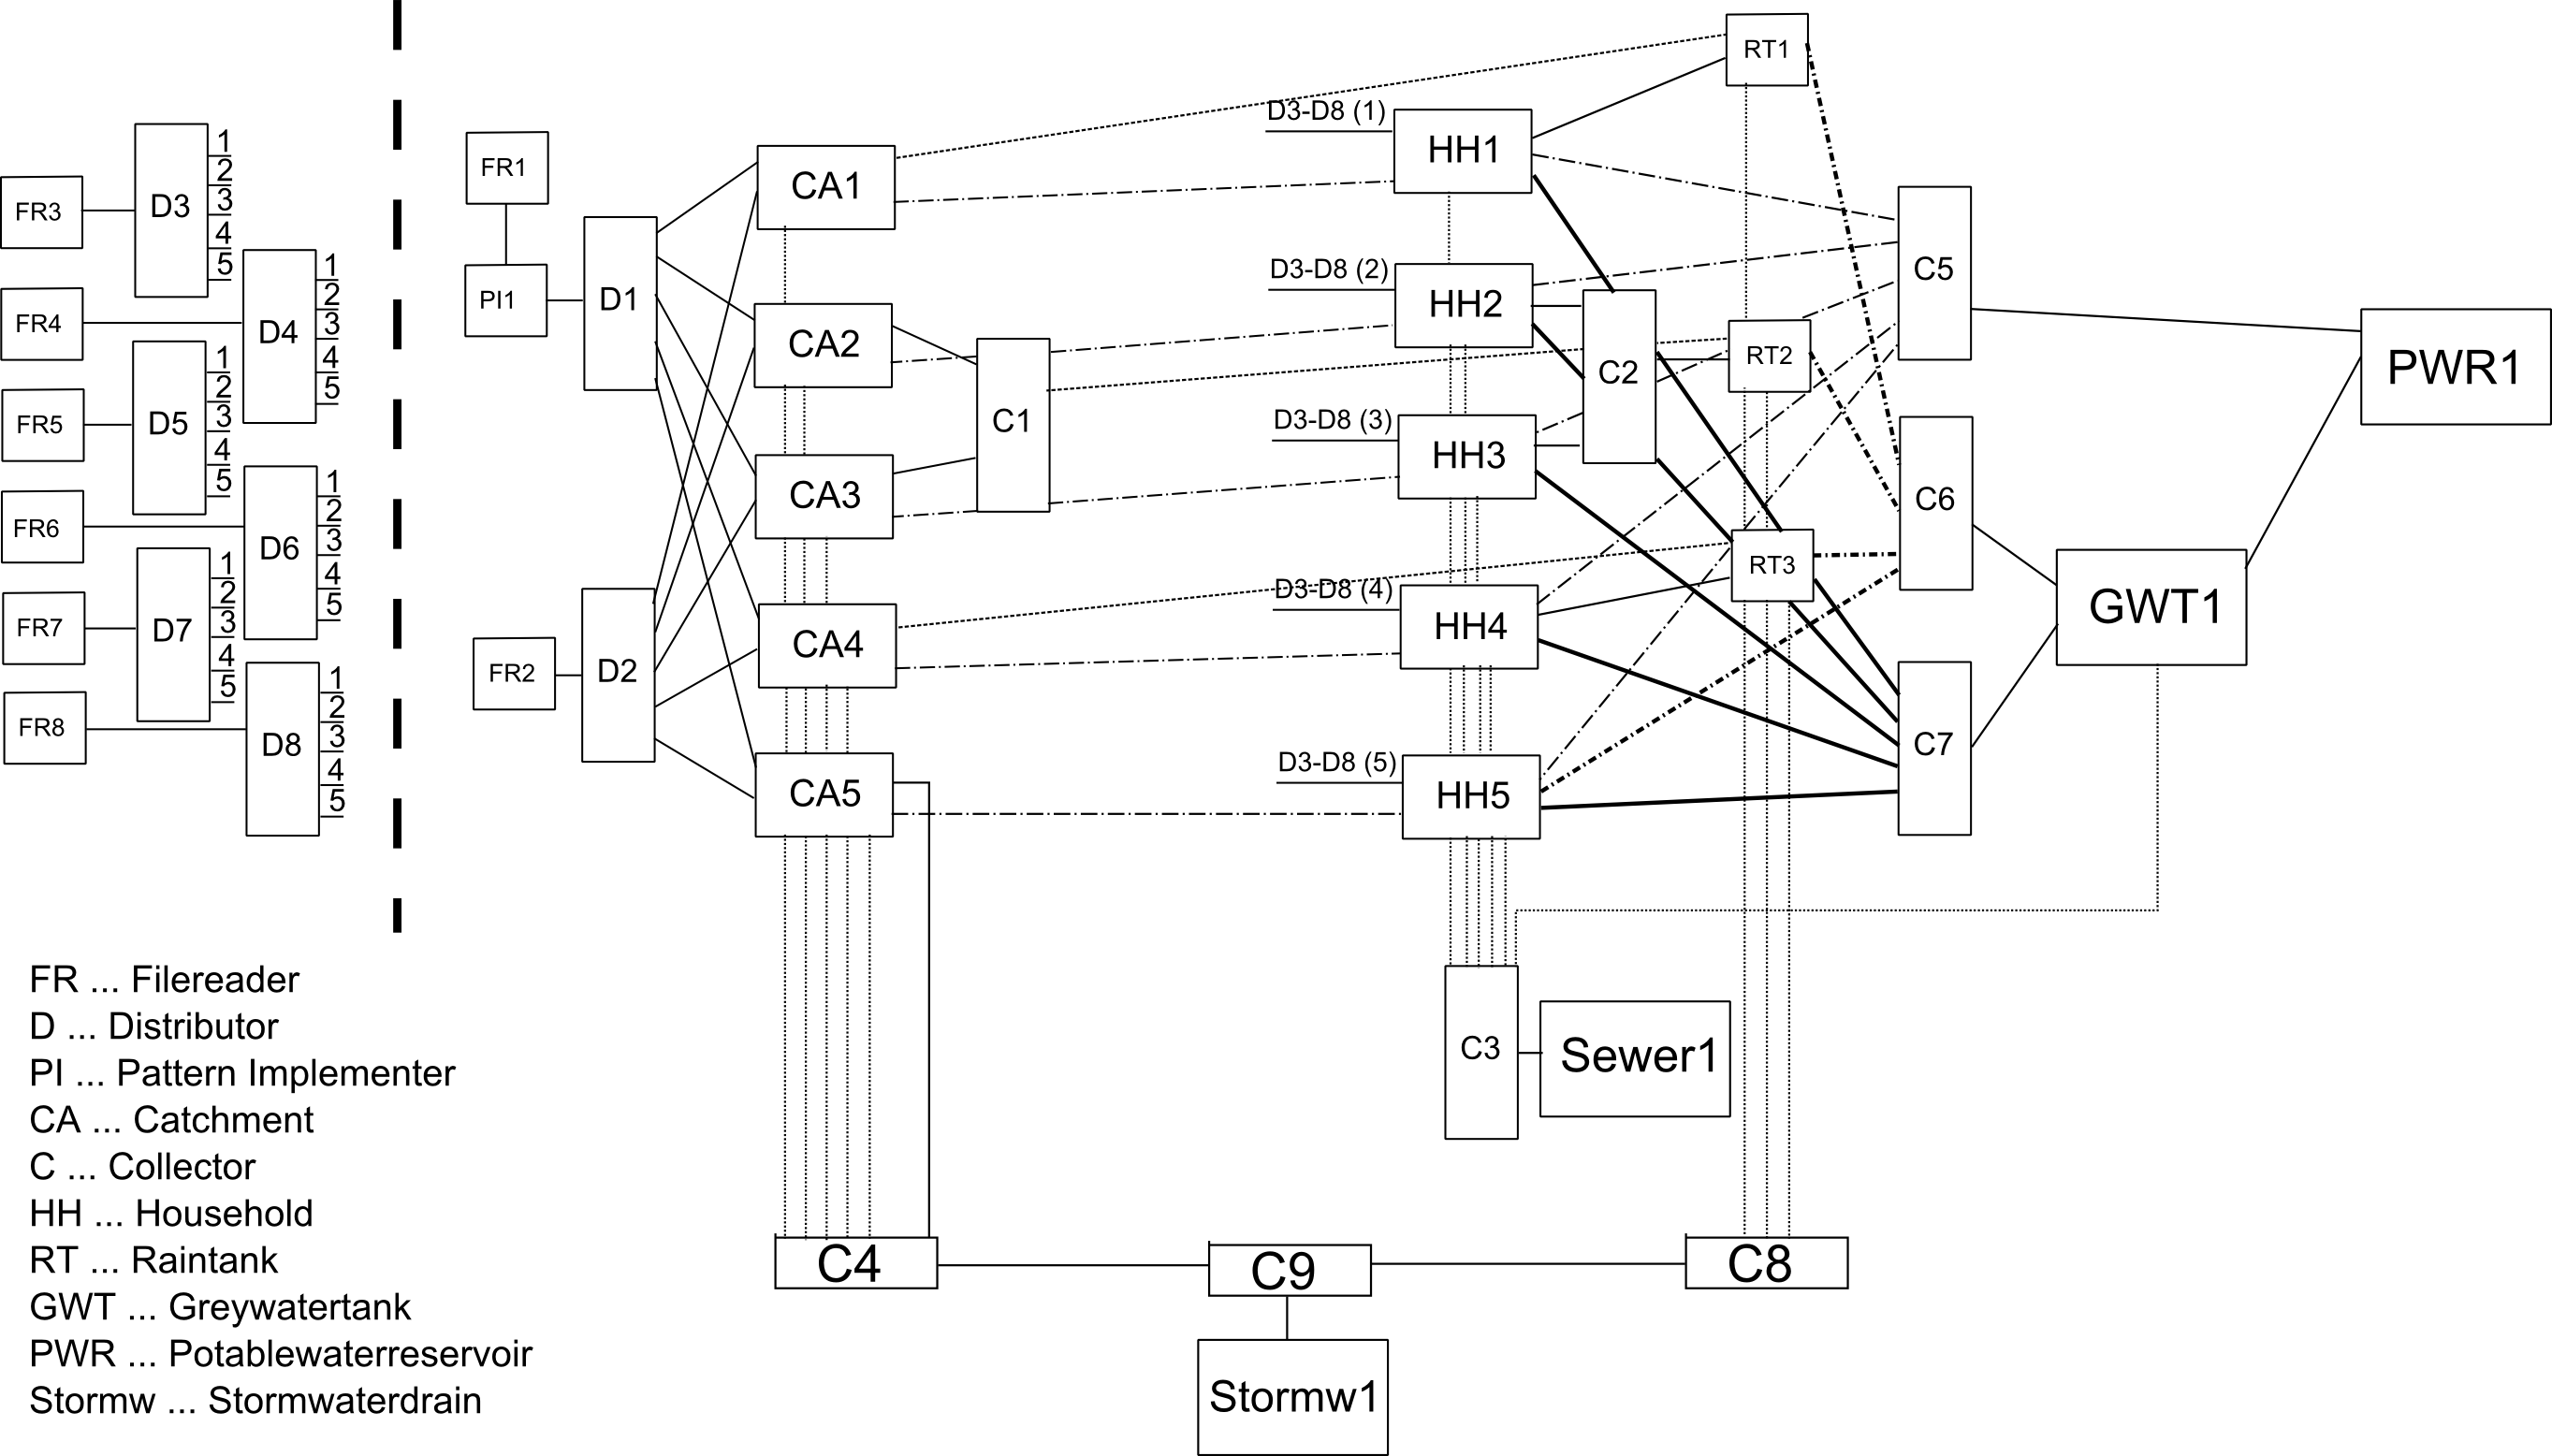 FR3
D3
1
2
3
4
5
FR4
D4
1
2
3
4
5
FR5
D5
1
2
3
4
5
FR6
D6
1
2
3
4
5
FR7
D7
1
2
3
4
5
FR8
D8
1
2
3
4
5
FR1
PI1
D1
FR2
D2
CA1
CA2
CA3
CA4
CA5
C1
D3-D8 (1)
HH1
D3-D8 (2)
HH2
D3-D8 (3)
HH3
D3-D8 (4)
HH4
D3-D8 (5)
HH5
C2
RT1
RT2
RT3
C5
C6
C7
GWT1
PWR1
C3
Sewer1
C4
C9
C8
Stormw1
FR ... Filereader
D ... Distributor
PI ... Pattern Implementer
CA ... Catchment
C ... Collector
HH ... Household
RT ... Raintank
GWT ... Greywatertank
PWR ... Potablewaterreservoir
Stormw ... Stormwaterdrain